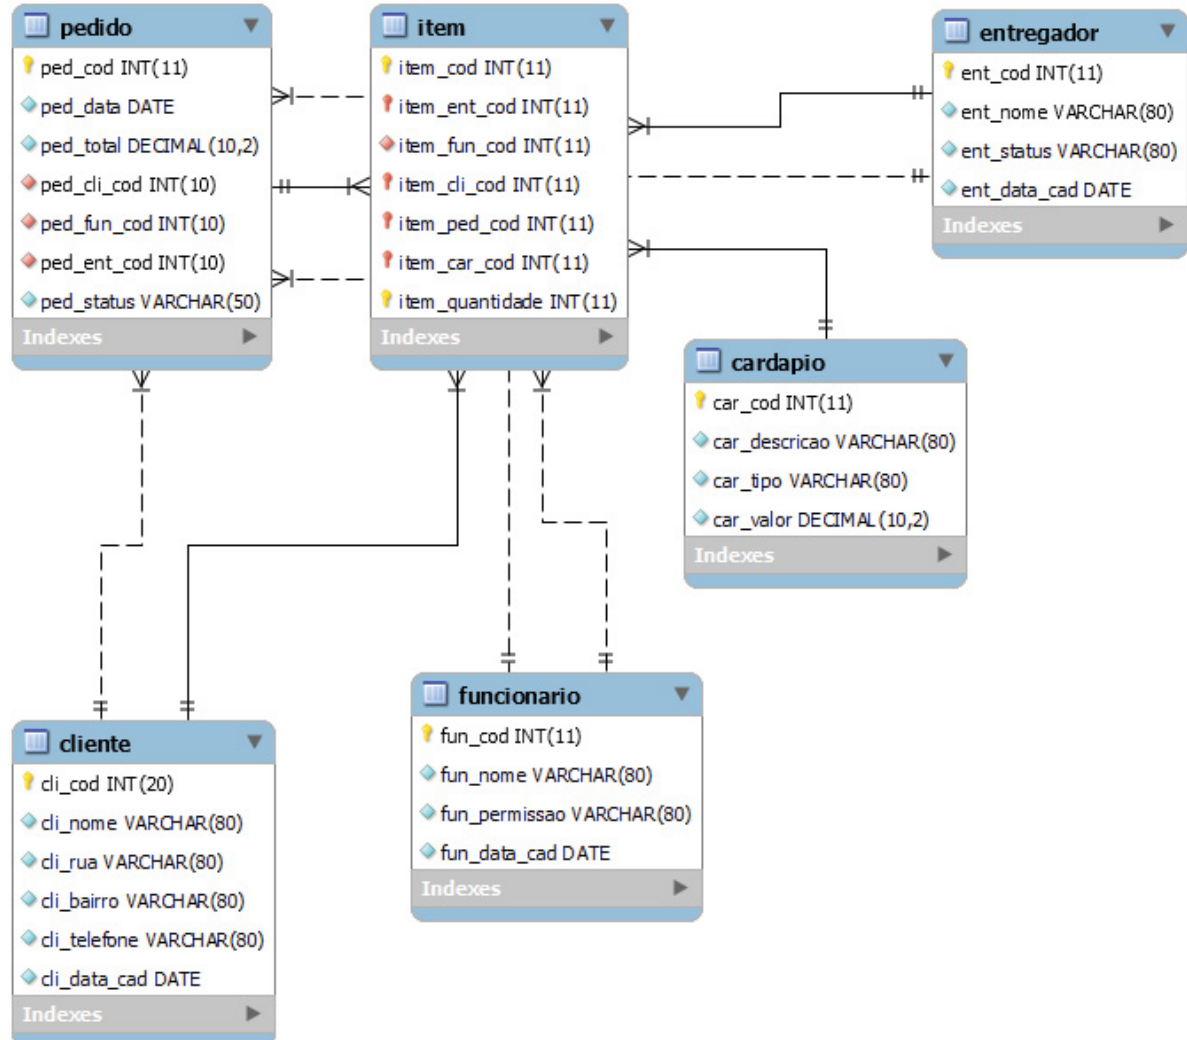 pedido
ped_cod INT(11)
ped_data DATE
ped_total DECIMAL(10,2)
ped_cli_cod INT(10)
ped_fun_cod INT(10)
ped_ent_cod INT(10)
ped_status VARCHAR(50)
Indexes
item
item_cod INT(11)
item_ent_cod INT(11)
item_fun_cod INT(11)
item_cli_cod INT(11)
item_ped_cod INT(11)
item_car_cod INT(11)
item_quantidade INT(11)
Indexes
entregador
ent_cod INT(11)
ent_nome VARCHAR(80)
ent_status VARCHAR(80)
ent_data_cad DATE
Indexes
cardapio
car_cod INT(11)
car_descricao VARCHAR(80)
car_tipo VARCHAR(80)
car_valor DECIMAL(10,2)
Indexes
cliente
cli_cod INT(20)
cli_nome VARCHAR(80)
cli_rua VARCHAR(80)
cli_bairro VARCHAR(80)
cli_telefone VARCHAR(80)
cli_data_cad DATE
Indexes
funcionario
fun_cod INT(11)
fun_nome VARCHAR(80)
fun_permissao VARCHAR(80)
fun_data_cad DATE
Indexes